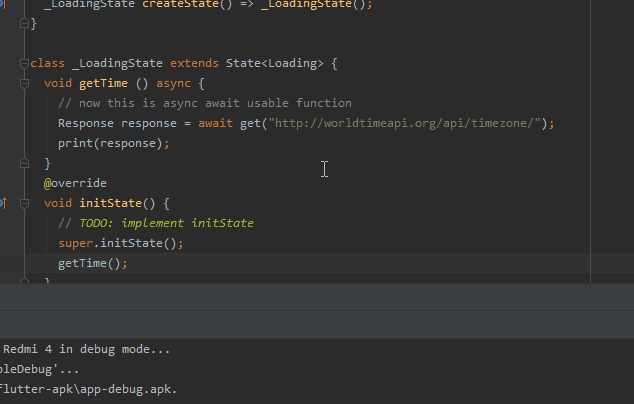 _LoadingState createState() => _LoadingState();
}
class _LoadingState extends State<Loading> {
void getTime () async {
// now this is async await usable function
Response response = await get("http://worldtimeapi.org/api/timezone/");
print(response);
}
@override
void initState() {
// TODO: implement initState
super.initState();
getTime();
Redmi 4 in debug mode...
bleDebug'...
flutter-apk\app-debug.apk.